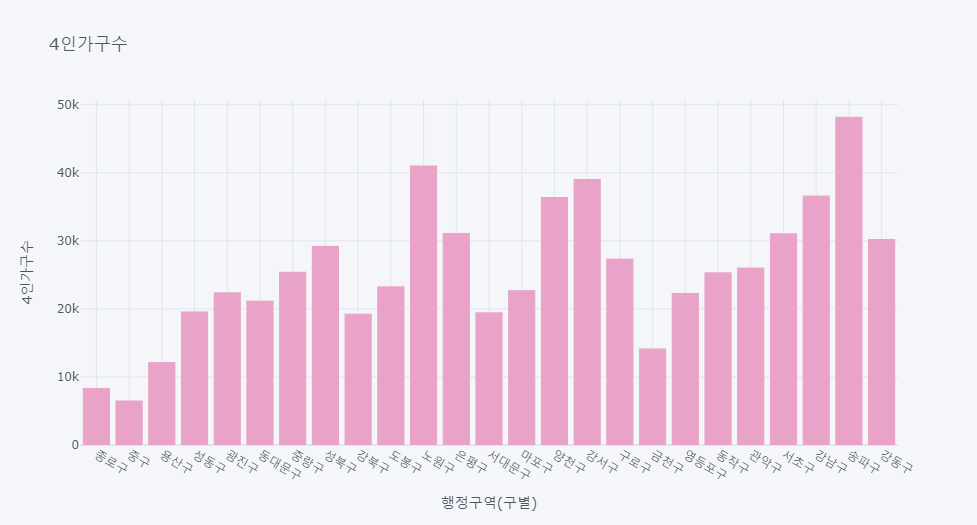 4인가구수
50k
40k
30k
20k
10k
0
4인가구수
종로구
중구
용산구
성동구
광진구
동대문구
중랑구
성북구
강북구
도봉구
노원구
은평구
서대문구
마포구
양천구
강서구
구로구
금천구
영등포구
동작구
관악구
서초구
강남구
송파구
강동구
행정구역(구별)